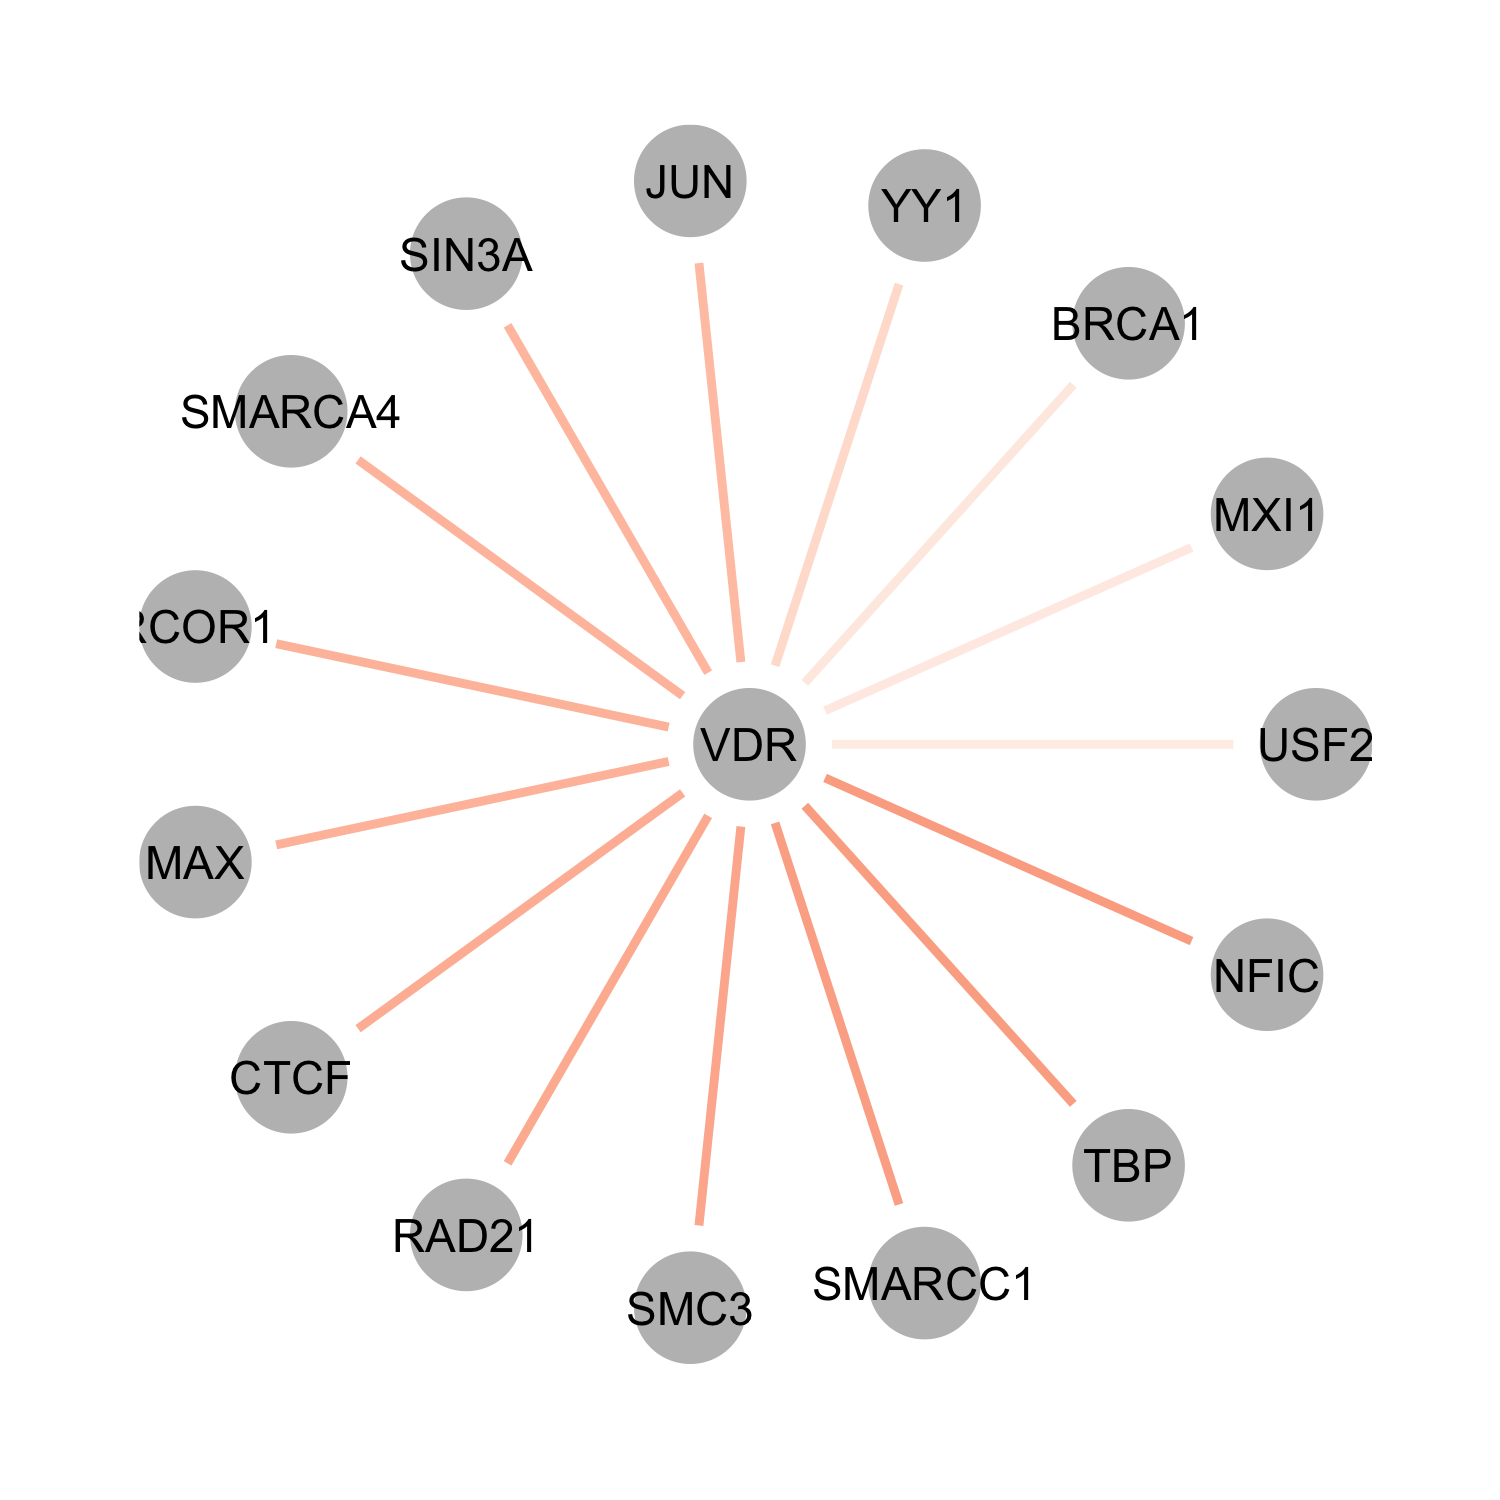 JUN
YY1
SIN3A
BRCA1
SMARCA4
MXI1
RCOR1
VDR
USF2
MAX
NFIC
CTCF
TBP
RAD21
SMARCC1
SMC3